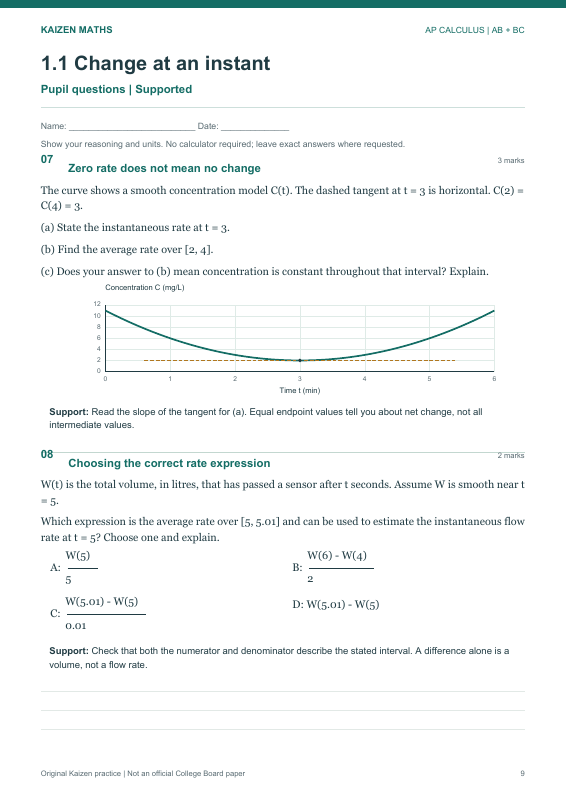 KAIZEN MATHS
AP CALCULUS | AB + BC
1.1 Change at an instant
Pupil questions | Supported
Name: __________________________ Date: ______________
Show your reasoning and units. No calculator required; leave exact answers where requested.
07
Zero rate does not mean no change
3 marks
The curve shows a smooth concentration model C(t). The dashed tangent at t = 3 is horizontal. C(2) =
C(4) = 3.
(a) State the instantaneous rate at t = 3.
(b) Find the average rate over [2, 4].
(c) Does your answer to (b) mean concentration is constant throughout that interval? Explain.
Concentration C (mg/L)
12
10
8
6
4
2
0
0 1 2 3 4 5 6
Time t (min)
Support: Read the slope of the tangent for (a). Equal endpoint values tell you about net change, not all
intermediate values.
08
Choosing the correct rate expression
2 marks
W(t) is the total volume, in litres, that has passed a sensor after t seconds. Assume W is smooth near t
= 5.
Which expression is the average rate over [5, 5.01] and can be used to estimate the instantaneous flow
rate at t = 5? Choose one and explain.
A:
W(5)
5
B:
W(6) - W(4)
2
C:
W(5.01) - W(5)
0.01
D: W(5.01) - W(5)
Support: Check that both the numerator and denominator describe the stated interval. A difference alone is a
volume, not a flow rate.
Original Kaizen practice | Not an official College Board paper
9